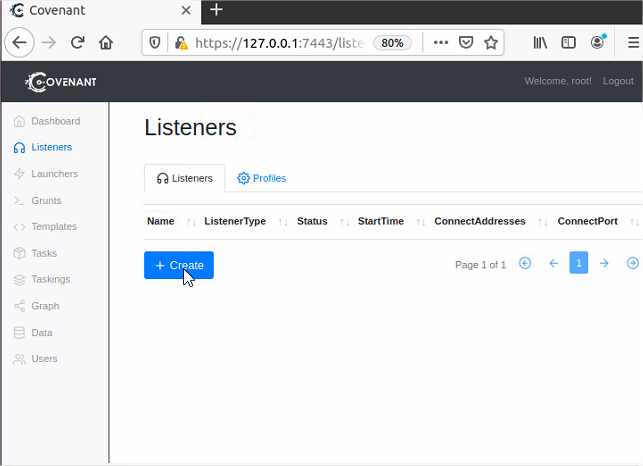 Covenant
https://127.0.0.1:7443/liste
80%
COVENANT
Welcome, root!
Logout
Dashboard
Listeners
Launchers
Grunts
Templates
Tasks
Taskings
Graph
Data
Users
Listeners
Listeners
Profiles
Name ListenerType Status StartTime ConnectAddresses ConnectPort
+ Create
Page 1 of 1
1